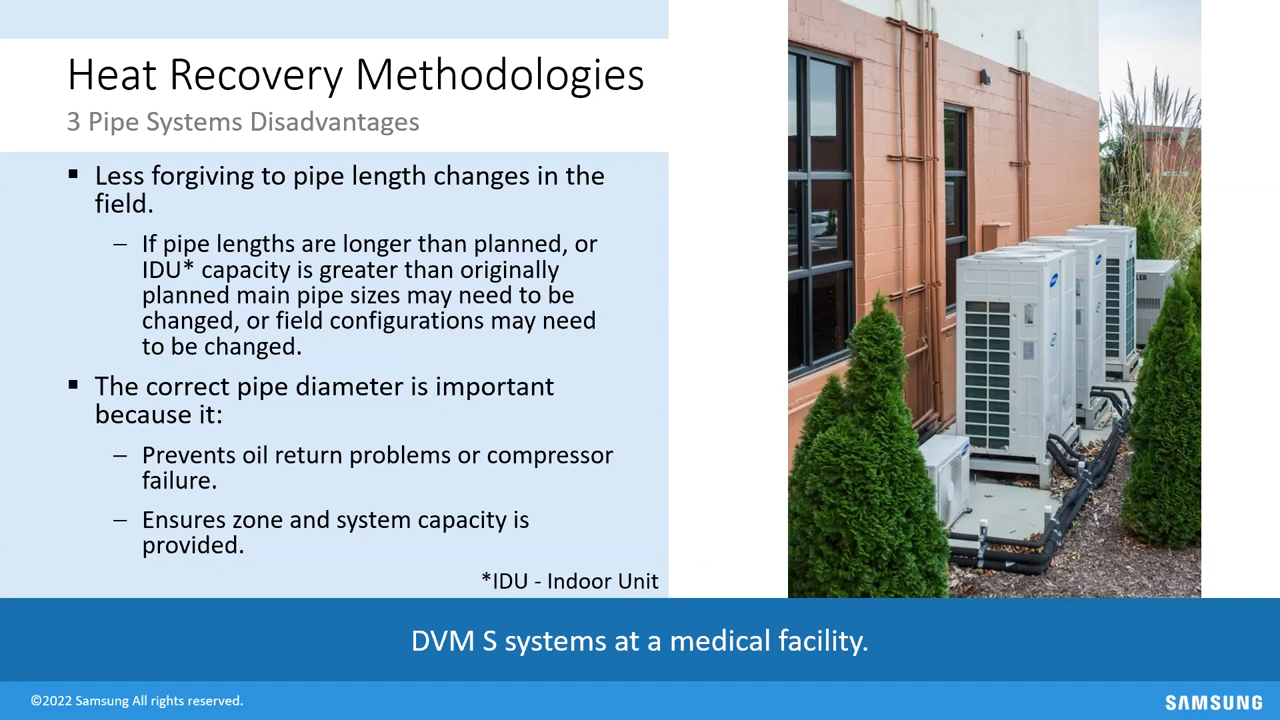 Heat Recovery Methodologies
3 Pipe Systems Disadvantages
▪ Less forgiving to pipe length changes in the
field.
– If pipe lengths are longer than planned, or
IDU* capacity is greater than originally
planned main pipe sizes may need to be
changed, or field configurations may need
to be changed.
▪ The correct pipe diameter is important
because it:
– Prevents oil return problems or compressor
failure.
– Ensures zone and system capacity is
provided.
*IDU - Indoor Unit
LER
DVM S systems at a medical facility.
©2022 Samsung All rights reserved.
SAMSUNG